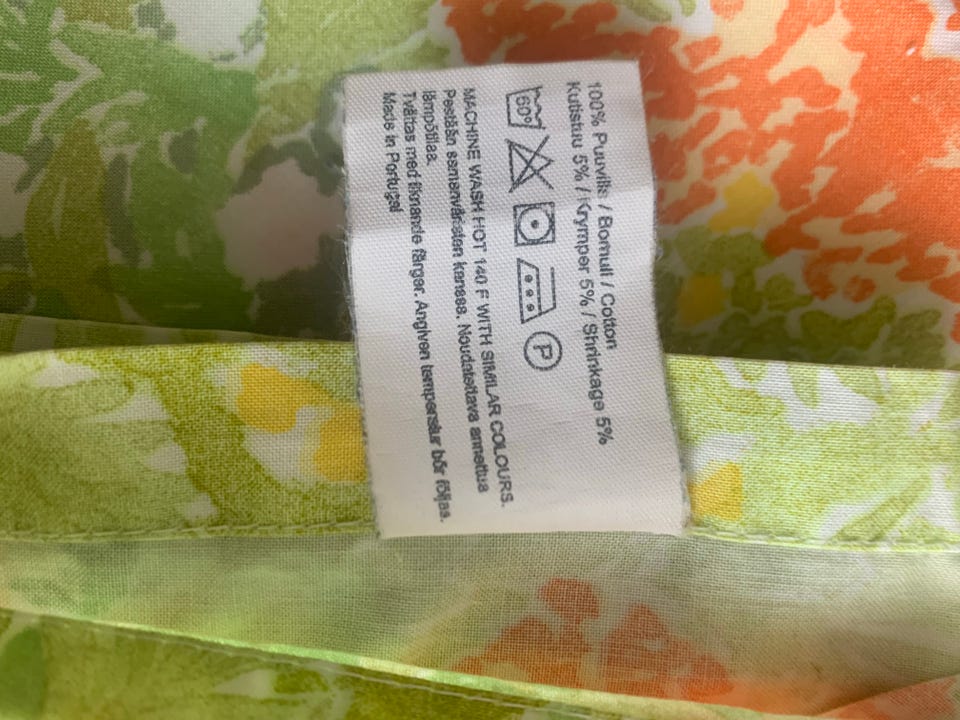 100% Puuvilla / Bomull / Cotton
Kutistuu 5% / Krymper 5% / Shrinkage 5%
60°
P
MACHINE WASH HOT 140 F WITH SIMILAR COLOURS.
Pestään samanväristen kanssa. Noudatettava annettua
lämpötilaa.
Tvättas med liknande färger. Angiven temperatur bör följas.
Made in Portugal